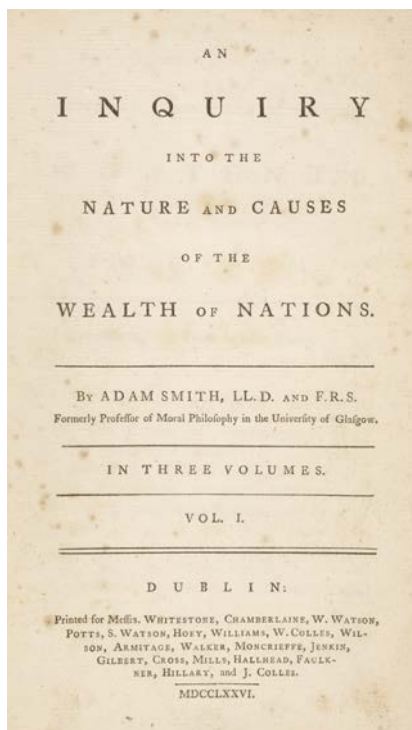 AN
INQUIRY
INTO THE
NATURE AND CAUSES
OF THE
WEALTH OF NATIONS.
By ADAM SMITH, LL.D. AND F.R.S.
Formerly Profeſſor of Moral Philoſophy in the Univerſity of Glaſgow.
IN THREE VOLUMES.
VOL. I.
DUBLIN:
Printed for Meſſrs. WHITESTONE, CHAMBERLAINE, W. WATSON,
POTTS, S. WATSON, HOEY, WILLIAMS, W. COLLES, WIL-
SON, ARMITAGE, WALKER, MONCRIEFFE, JENKIN,
GILBERT, CROSS, MILLS, HALLHEAD, FAULK-
NER, HILLARY, and J. COLLES.
MDCCLXXVI.